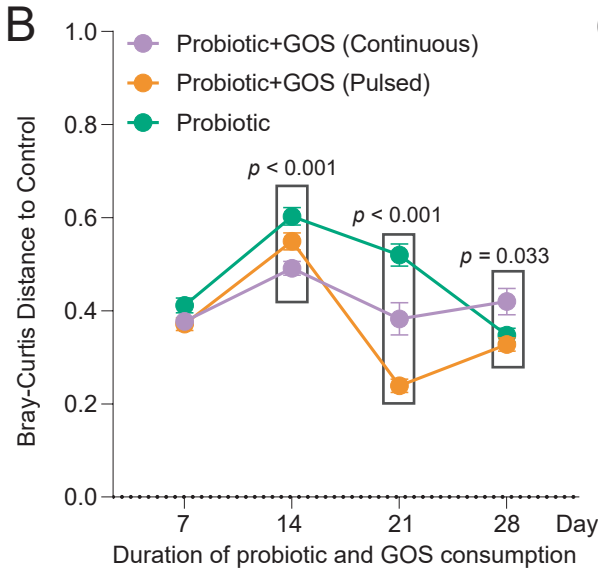 B
1.0
Probiotic+GOS (Continuous)
Probiotic+GOS (Pulsed)
Probiotic
0.8
0.6
0.4
0.2
0.0
Bray-Curtis Distance to Control
p < 0.001
p < 0.001
p = 0.033
7 14 21 28 Day
Duration of probiotic and GOS consumption